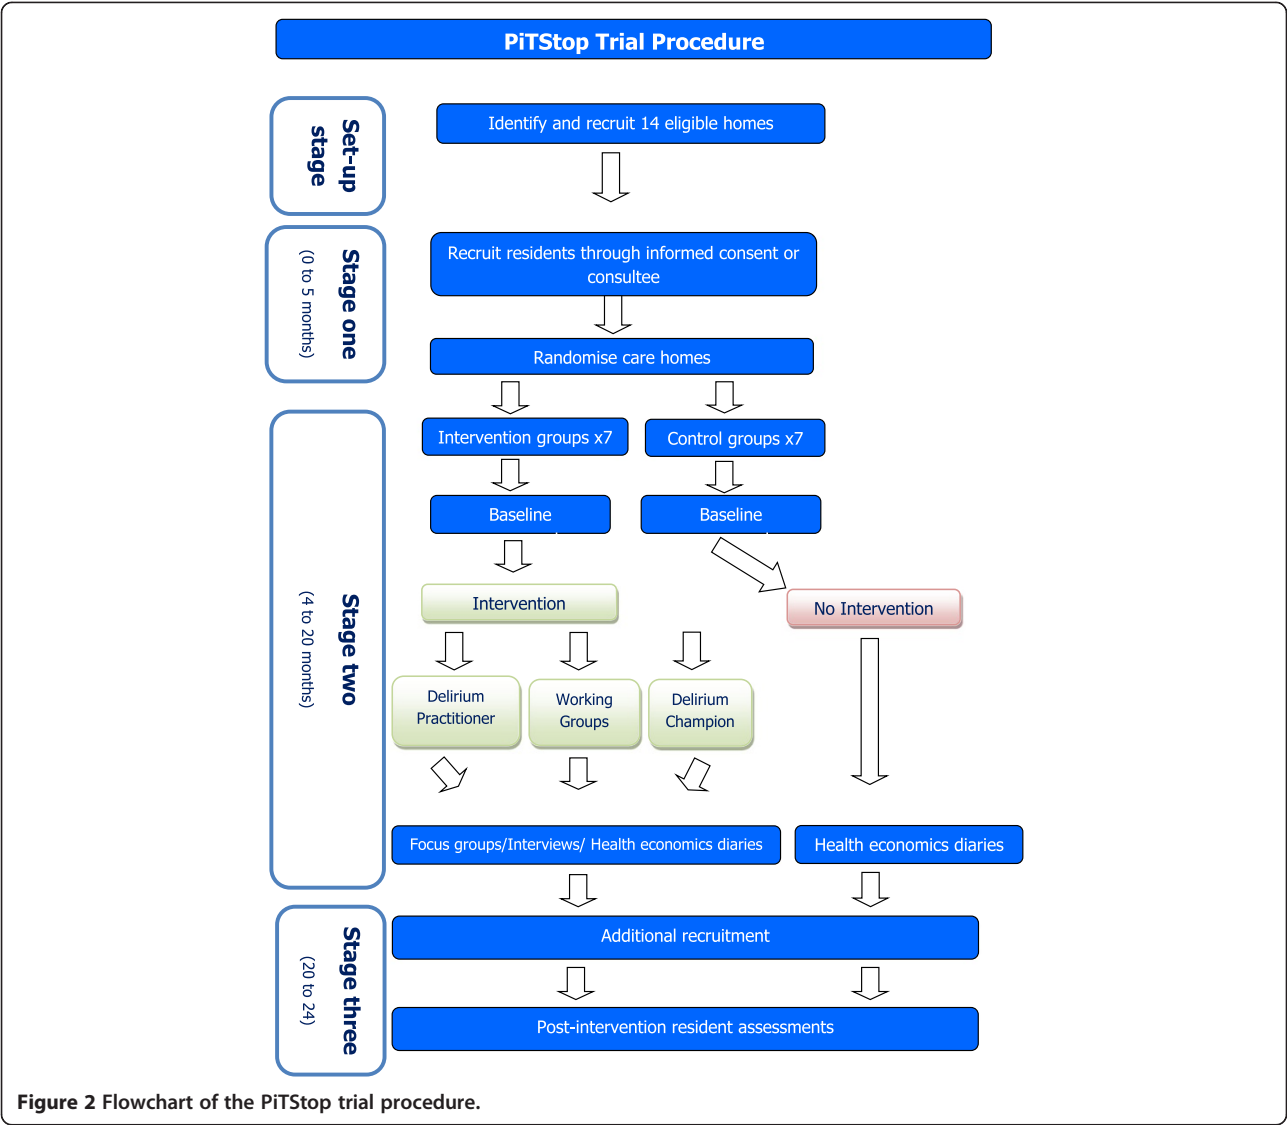 PiTStop Trial Procedure
Set-up
stage
Identify and recruit 14 eligible homes
Stage one
(0 to 5 months)
Recruit residents through informed consent or
consultee
Randomise care homes
Stage two
(4 to 20 months)
Intervention groups x7
Control groups x7
Baseline
Baseline
Intervention
No Intervention
Delirium
Practitioner
Working
Groups
Delirium
Champion
Focus groups/Interviews/ Health economics diaries
Health economics diaries
Stage three
(20 to 24)
Additional recruitment
Post-intervention resident assessments
Figure 2 Flowchart of the PiTStop trial procedure.